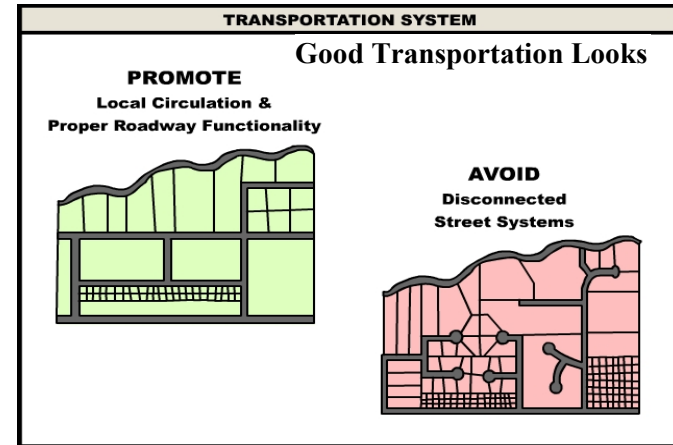 TRANSPORTATION SYSTEM
Good Transportation Looks
PROMOTE
Local Circulation &
Proper Roadway Functionality
AVOID
Disconnected
Street Systems